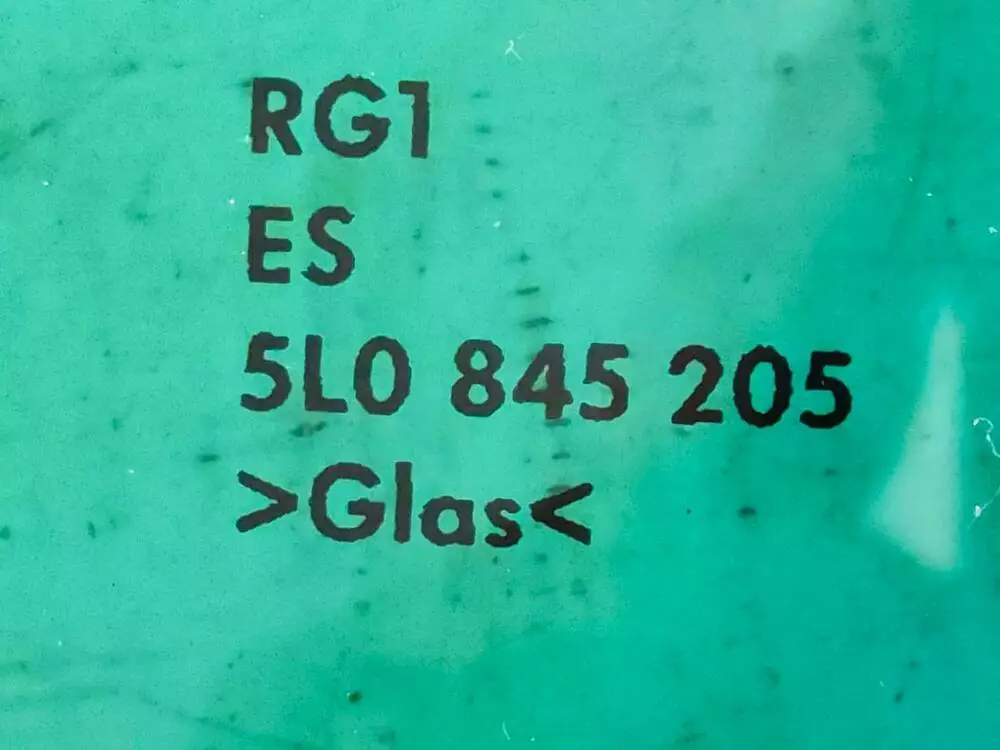 RG1
ES
5L0 845 205
>Glas<